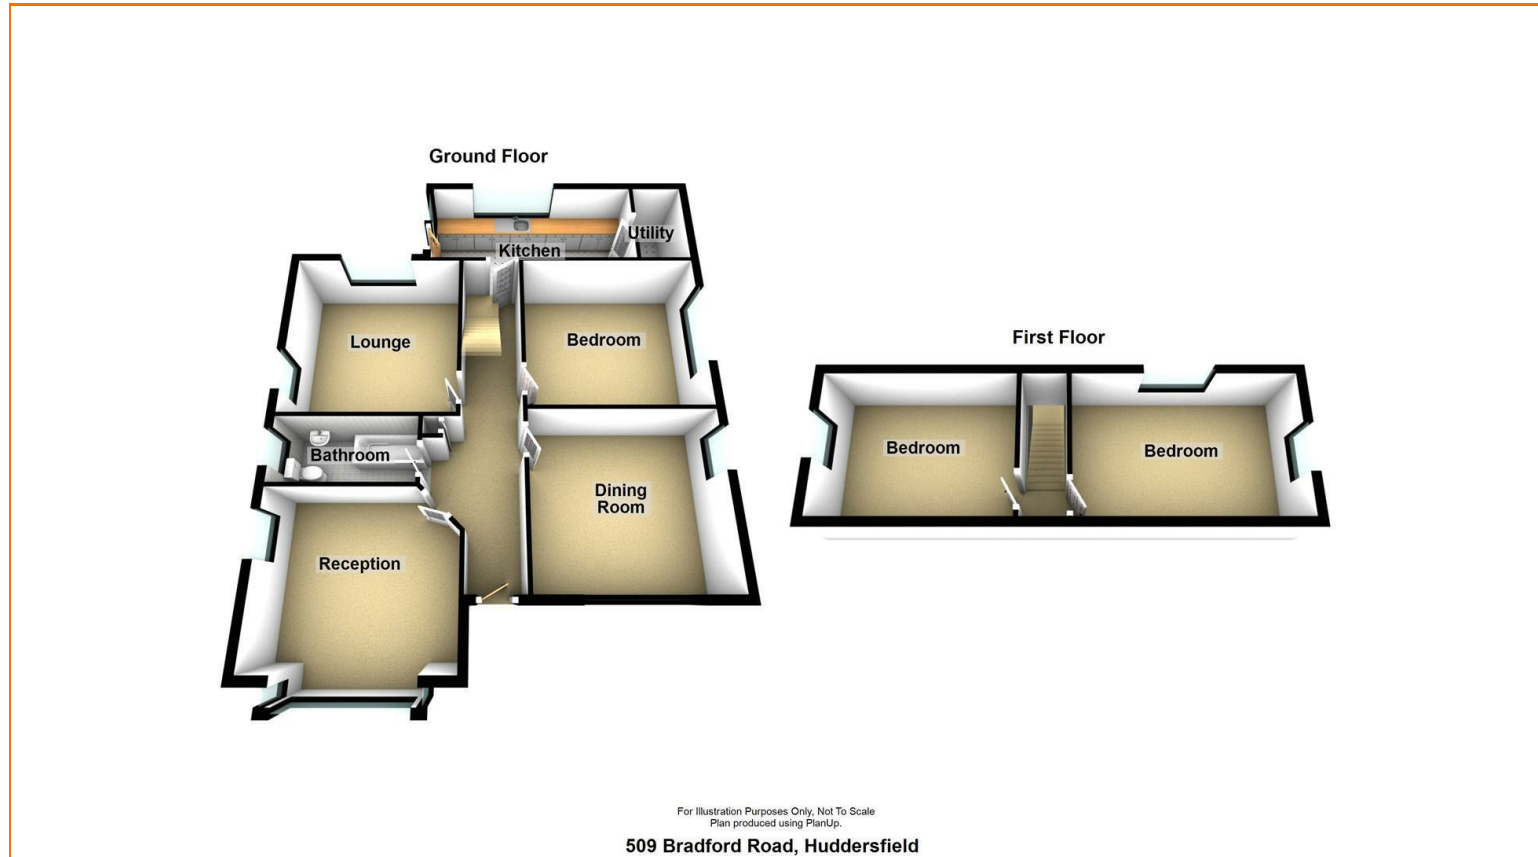 Ground Floor
Utility
Kitchen
Lounge
Bedroom
Bathroom
Dining
Room
Reception
First Floor
Bedroom
Bedroom
For Illustration Purposes Only, Not To Scale
Plan produced using PlanUp.
509 Bradford Road, Huddersfield